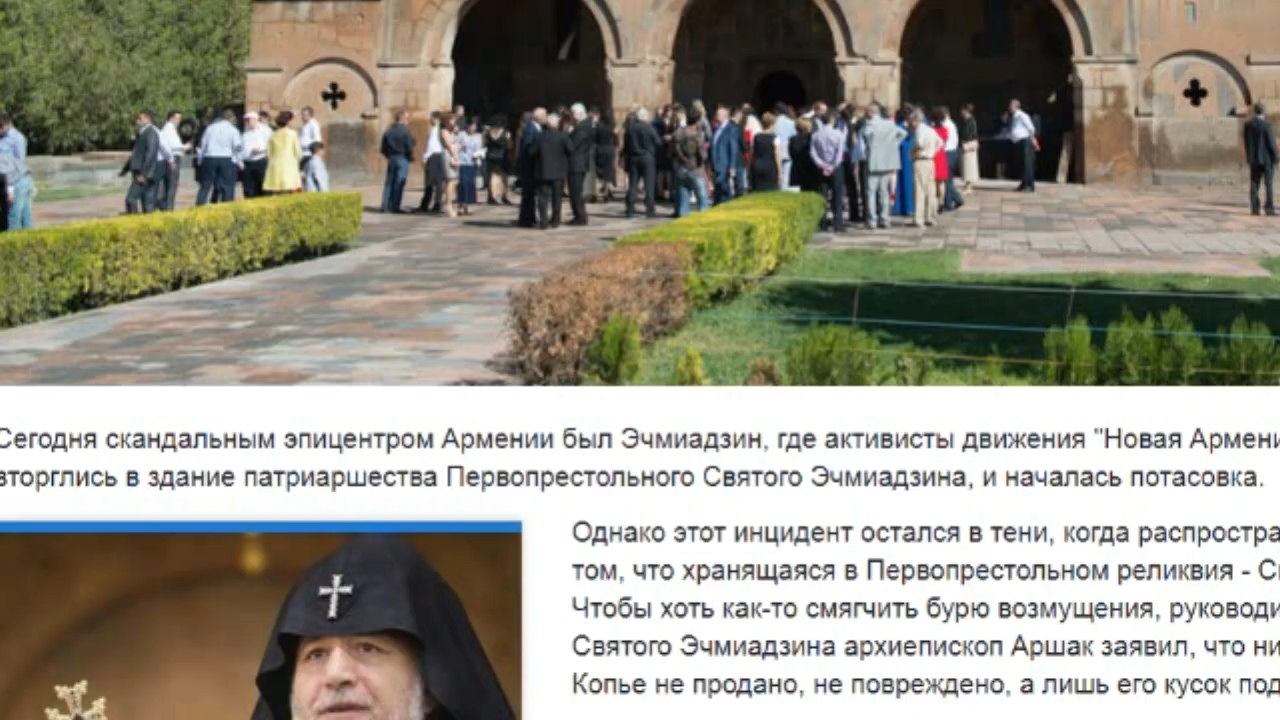 Сегодня скандальным эпицентром Армении был Эчмиадзин, где активисты движения "Новая Армени
вторглись в здание патриаршества Первопрестольного Святого Эчмиадзина, и началась потасовка.
Однако этот инцидент остался в тени, когда распростра
том, что хранящаяся в Первопрестольном реликвия - С
Чтобы хоть как-то смягчить бурю возмущения, руководи
Святого Эчмиадзина архиепископ Аршак заявил, что ни
Копье не продано, не повреждено, а лишь его кусок под